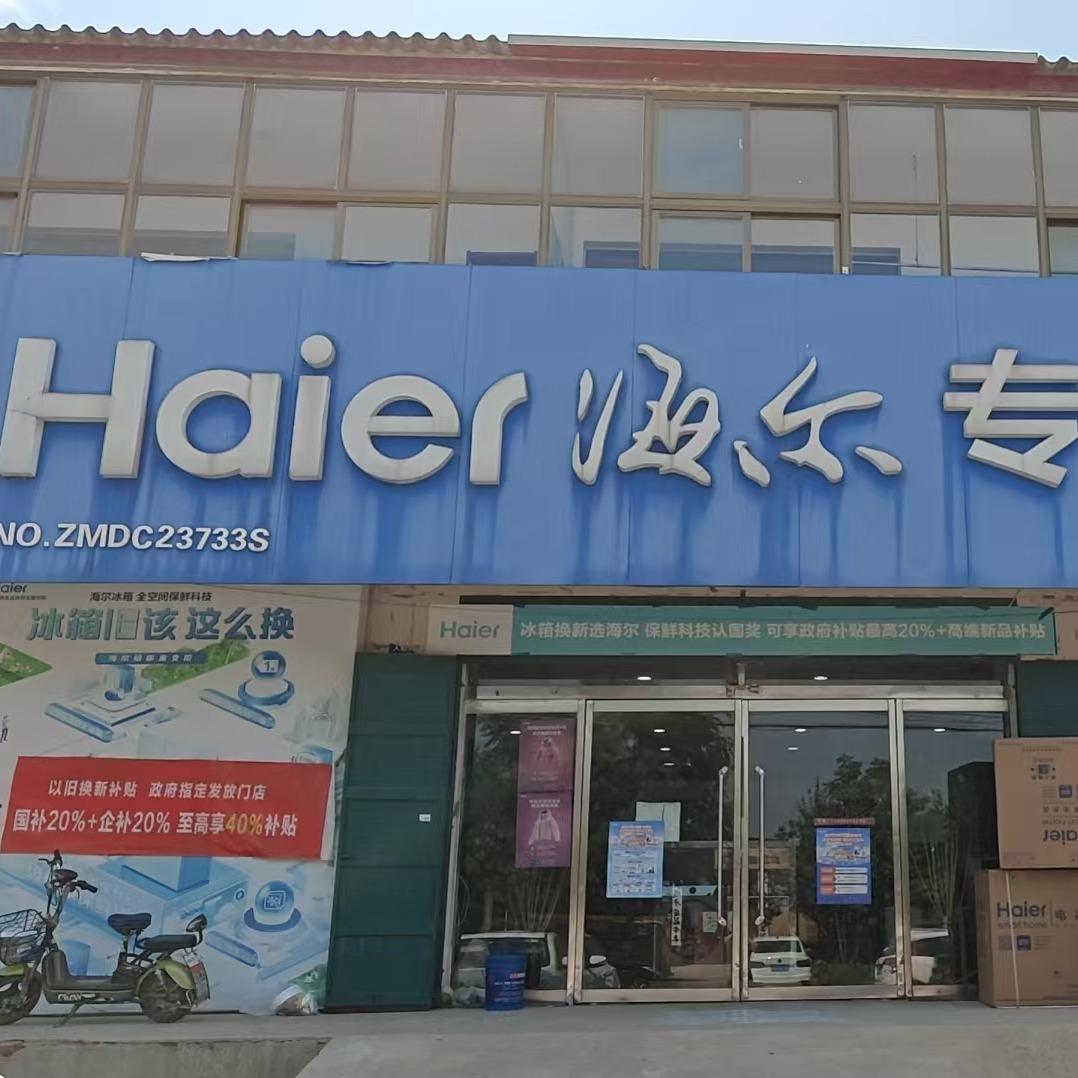 Haier 海尔 专
NO.ZMDC23733S
海尔冰箱 全空间保鲜科技
冰箱旧该 这么换
Haier 冰箱换新选海尔 保鲜科技认国奖 可享政府补贴最高20%+高端新品补贴
以旧换新补贴 政府指定发放门店
国补20%+企补20% 至高享40%补贴
Haier
Haier
smart home